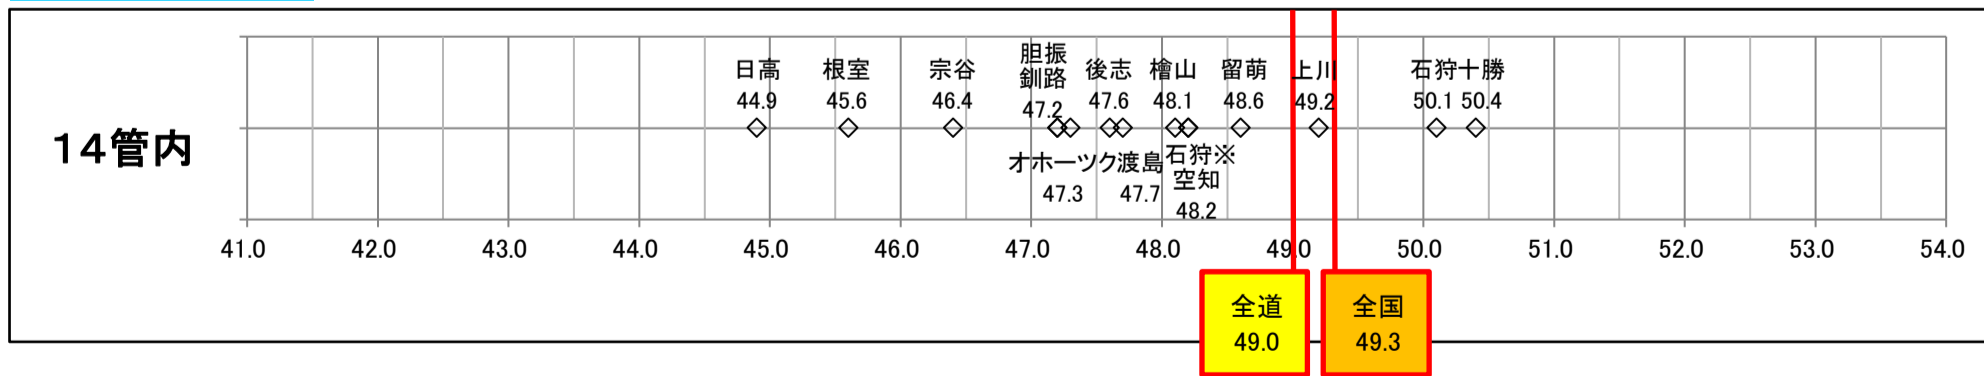 14管内
胆振
日高 根室 宗谷 釧路 後志 檜山 留萌 上川 石狩 十勝
44.9 45.6 46.4 47.2 47.6 48.1 48.6 49.2 50.1 50.4
オホーツク 渡島 石狩※
空知
47.3 47.7 48.2
41.0 42.0 43.0 44.0 45.0 46.0 47.0 48.0 49.0 50.0 51.0 52.0 53.0 54.0
全道 全国
49.0 49.3